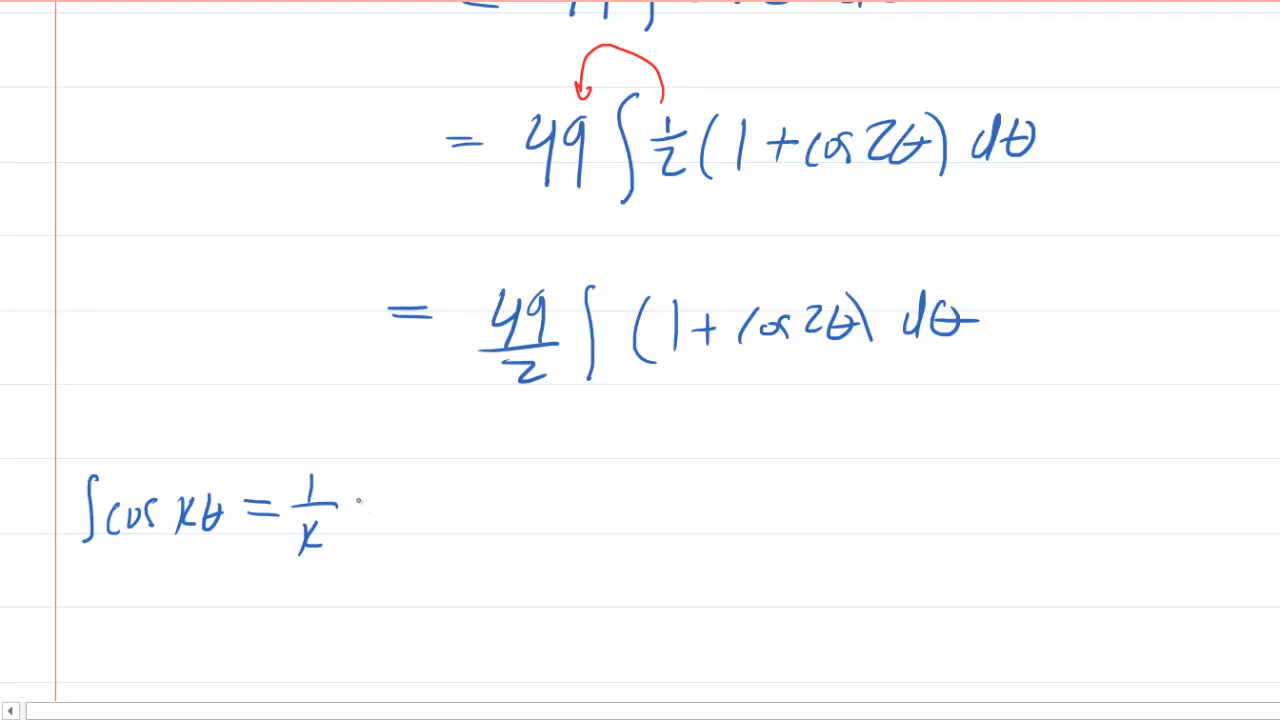 = 49 ∫ 1/2 (1 + cos 2θ) dθ
= 49/2 ∫ (1 + cos 2θ) dθ
∫ cos kθ = 1/k